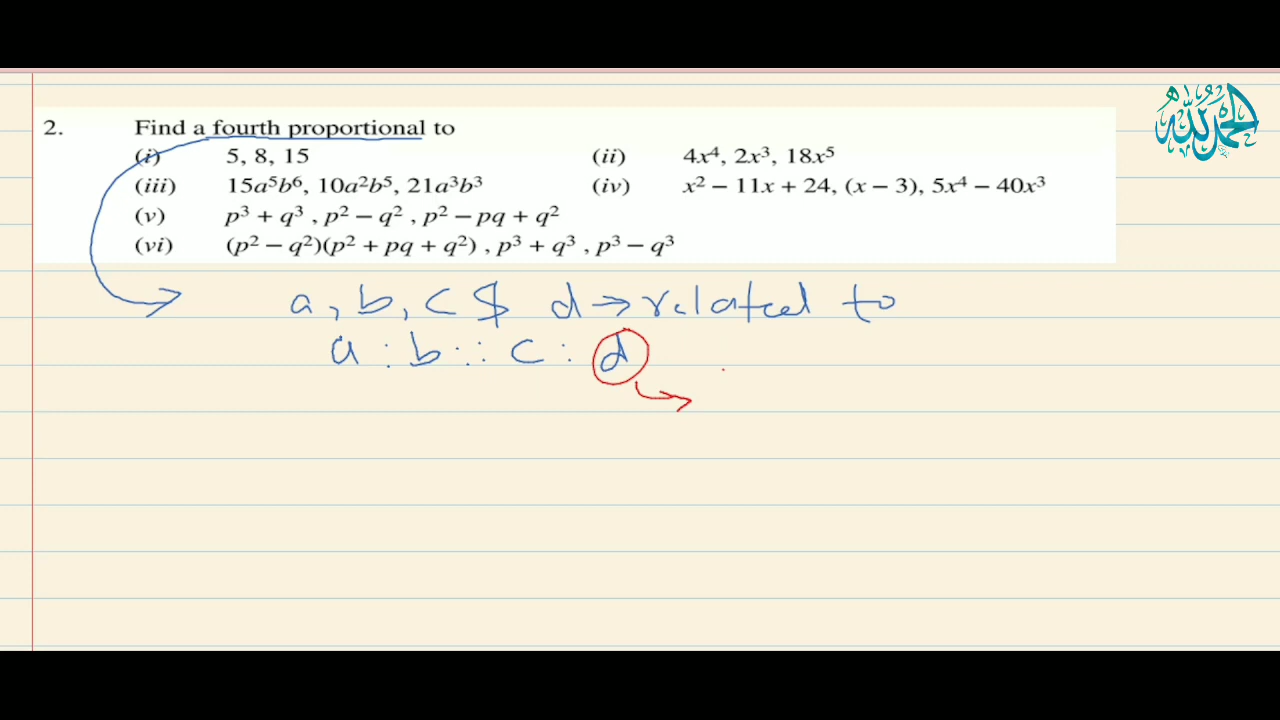 الحمد لله
2. Find a fourth proportional to
(i) 5, 8, 15 (ii) 4x⁴, 2x³, 18x⁵
(iii) 15a⁵b⁶, 10a²b⁵, 21a³b³ (iv) x² – 11x + 24, (x – 3), 5x⁴ – 40x³
(v) p³ + q³ , p² – q² , p² – pq + q²
(vi) (p² – q²)(p² + pq + q²) , p³ + q³ , p³ – q³
a, b, c $ d → related to
a : b :: c : d